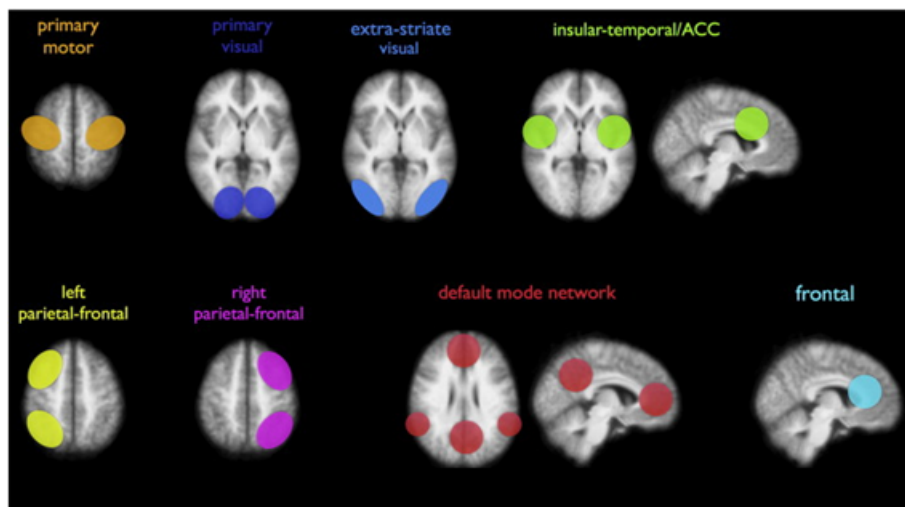 primary
motor
primary
visual
extra-striate
visual
insular-temporal/ACC
left
parietal-frontal
right
parietal-frontal
default mode network
frontal